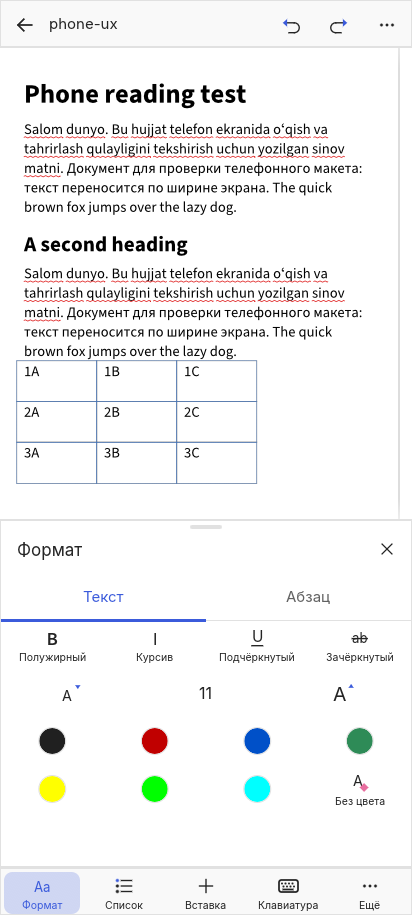 phone-ux
Phone reading test
Salom dunyo. Bu hujjat telefon ekranida oʻqish va
tahrirlash qulayligini tekshirish uchun yozilgan sinov
matni. Документ для проверки телефонного макета:
текст переносится по ширине экрана. The quick
brown fox jumps over the lazy dog.
A second heading
Salom dunyo. Bu hujjat telefon ekranida oʻqish va
tahrirlash qulayligini tekshirish uchun yozilgan sinov
matni. Документ для проверки телефонного макета:
текст переносится по ширине экрана. The quick
brown fox jumps over the lazy dog.
1A 1B 1C
2A 2B 2C
3A 3B 3C
Формат
Текст Абзац
B I U ab
Полужирный Курсив Подчёркнутый Зачёркнутый
A 11 A
A
Без цвета
Aa
Формат Список Вставка Клавиатура Ещё